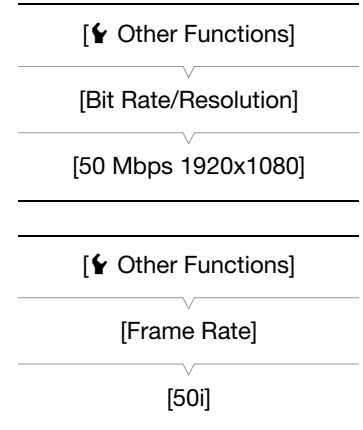 [ Other Functions]
[Bit Rate/Resolution]
[50 Mbps 1920x1080]
[ Other Functions]
[Frame Rate]
[50i]